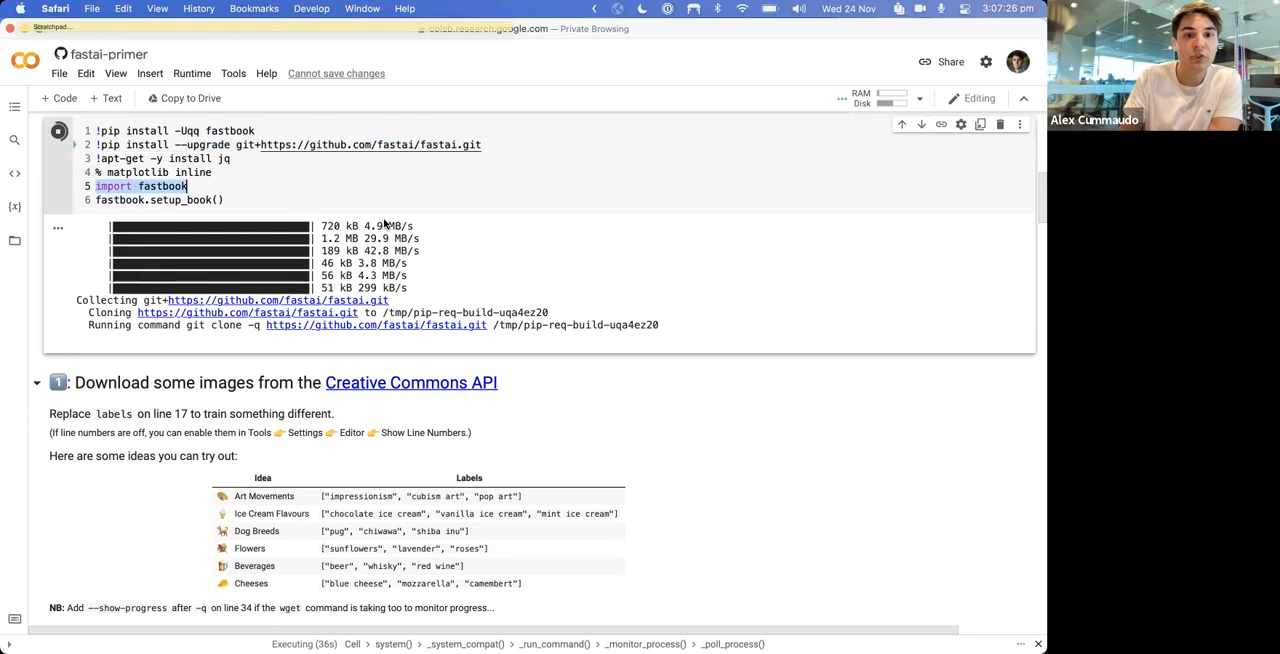 Safari File Edit View History Bookmarks Develop Window Help Wed 24 Nov 3:07:26 pm
Scratchpad...
colab.research.google.com — Private Browsing
fastai-primer
File Edit View Insert Runtime Tools Help Cannot save changes
Share
+ Code + Text Copy to Drive
RAM
Disk
Editing
Alex Cummaudo
1 !pip install -Uqq fastbook
2 !pip install --upgrade git+https://github.com/fastai/fastai.git
3 !apt-get -y install jq
4 % matplotlib inline
5 import fastbook
6 fastbook.setup_book()
720 kB 4.9 MB/s
1.2 MB 29.9 MB/s
189 kB 42.8 MB/s
46 kB 3.8 MB/s
56 kB 4.3 MB/s
51 kB 299 kB/s
Collecting git+https://github.com/fastai/fastai.git
Cloning https://github.com/fastai/fastai.git to /tmp/pip-req-build-uqa4ez20
Running command git clone -q https://github.com/fastai/fastai.git /tmp/pip-req-build-uqa4ez20
1: Download some images from the Creative Commons API
Replace labels on line 17 to train something different.
(If line numbers are off, you can enable them in Tools 👉 Settings 👉 Editor 👉 Show Line Numbers.)
Here are some ideas you can try out:
Idea Labels
Art Movements ["impressionism", "cubism art", "pop art"]
Ice Cream Flavours ["chocolate ice cream", "vanilla ice cream", "mint ice cream"]
Dog Breeds ["pug", "chiwawa", "shiba inu"]
Flowers ["sunflowers", "lavender", "roses"]
Beverages ["beer", "whisky", "red wine"]
Cheeses ["blue cheese", "mozzarella", "camembert"]
NB: Add --show-progress after -q on line 34 if the wget command is taking too to monitor progress...
Executing (36s) Cell > system() > _system_compat() > _run_command() > _monitor_process() > _poll_process()